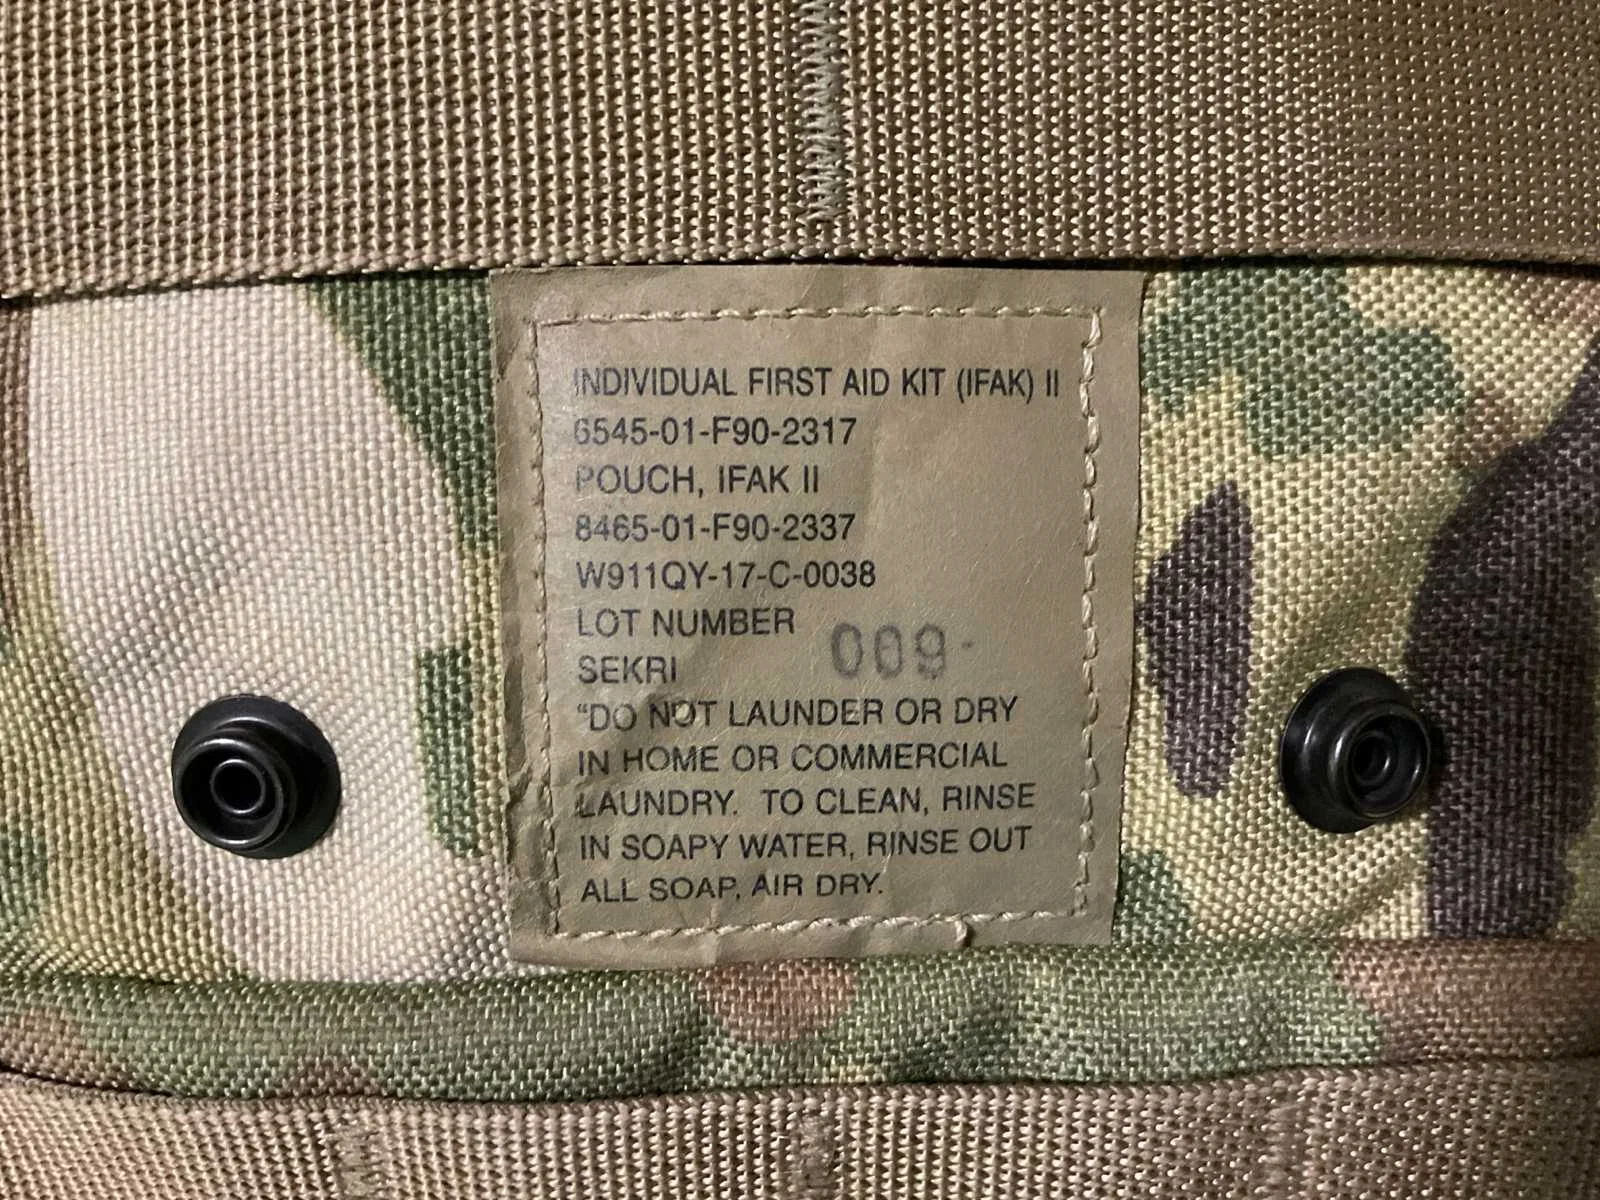 INDIVIDUAL FIRST AID KIT (IFAK) II
6545-01-F90-2317
POUCH, IFAK II
8465-01-F90-2337
W911QY-17-C-0038
LOT NUMBER 009
SEKRI
“DO NOT LAUNDER OR DRY
IN HOME OR COMMERCIAL
LAUNDRY. TO CLEAN, RINSE
IN SOAPY WATER, RINSE OUT
ALL SOAP, AIR DRY.